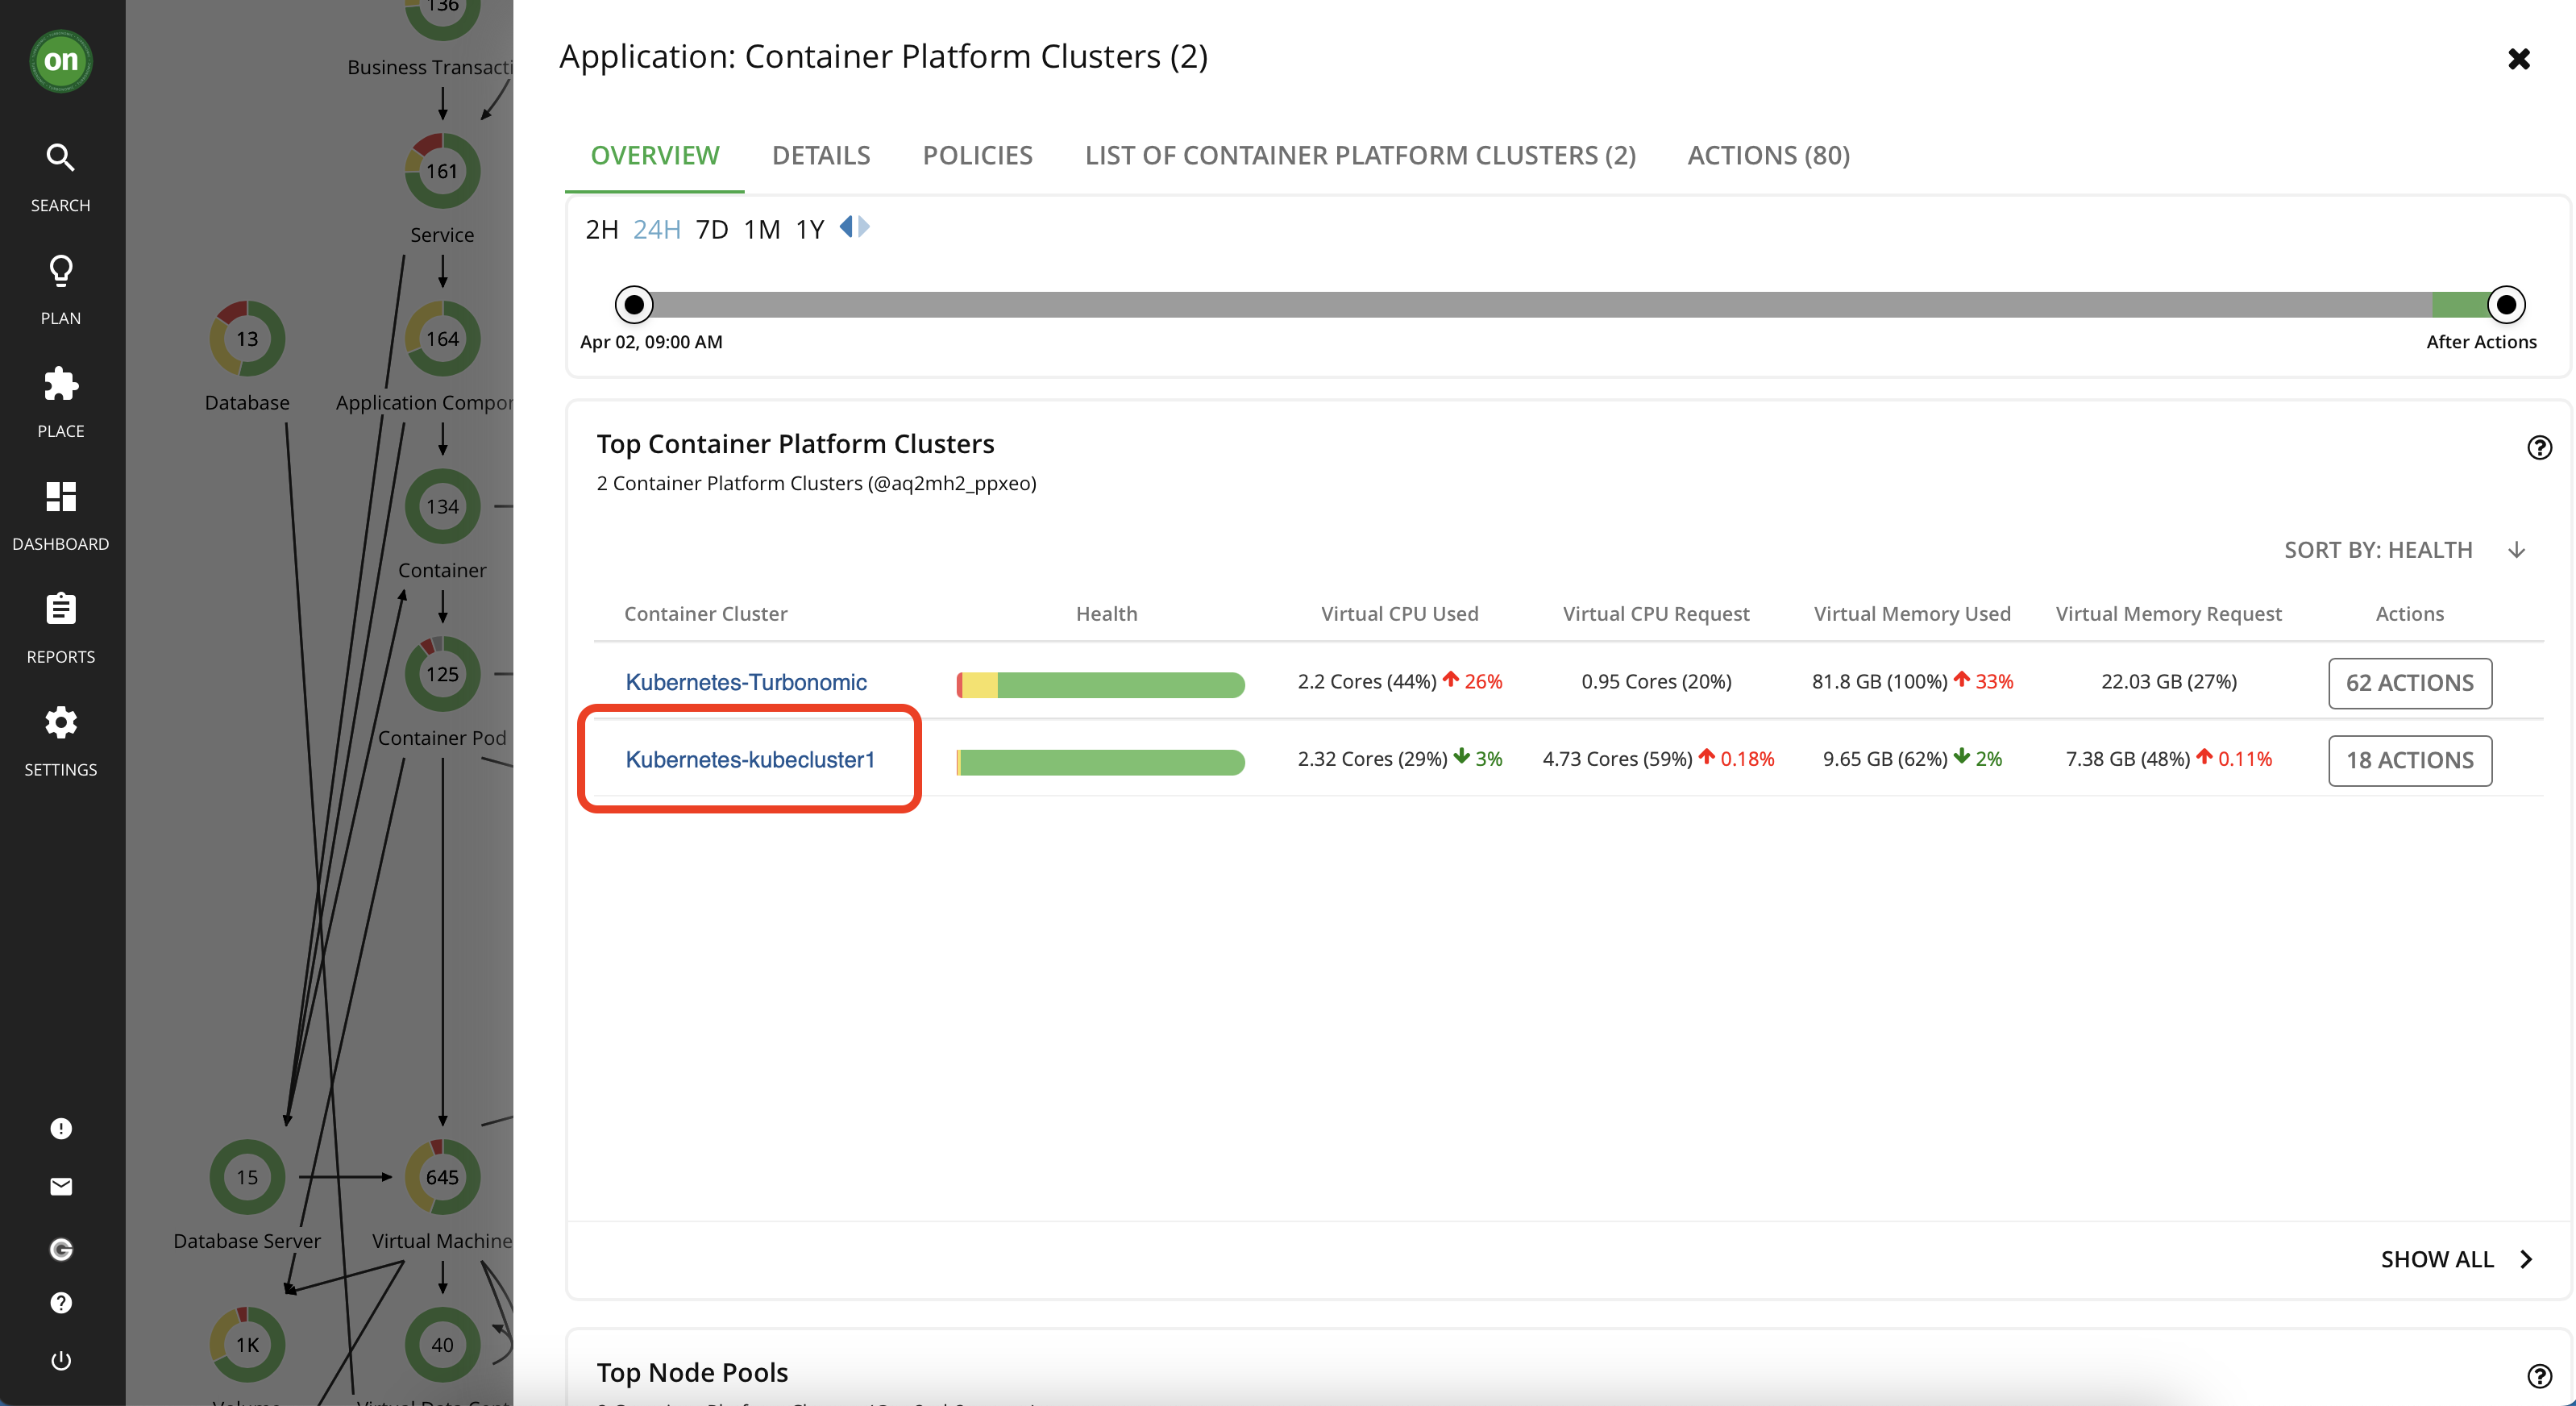 on
SEARCH
PLAN
PLACE
DASHBOARD
REPORTS
SETTINGS
136
Business Transacti
161
Service
13
Database
164
Application Compor
134
Container
125
Container Pod
15
Database Server
645
Virtual Machine
1K
40
Application: Container Platform Clusters (2)
OVERVIEW DETAILS POLICIES LIST OF CONTAINER PLATFORM CLUSTERS (2) ACTIONS (80)
2H 24H 7D 1M 1Y
Apr 02, 09:00 AM After Actions
Top Container Platform Clusters
2 Container Platform Clusters (@aq2mh2_ppxeo)
SORT BY: HEALTH
Container Cluster Health Virtual CPU Used Virtual CPU Request Virtual Memory Used Virtual Memory Request Actions
Kubernetes-Turbonomic 2.2 Cores (44%) 26% 0.95 Cores (20%) 81.8 GB (100%) 33% 22.03 GB (27%) 62 ACTIONS
Kubernetes-kubecluster1 2.32 Cores (29%) 3% 4.73 Cores (59%) 0.18% 9.65 GB (62%) 2% 7.38 GB (48%) 0.11% 18 ACTIONS
SHOW ALL
Top Node Pools